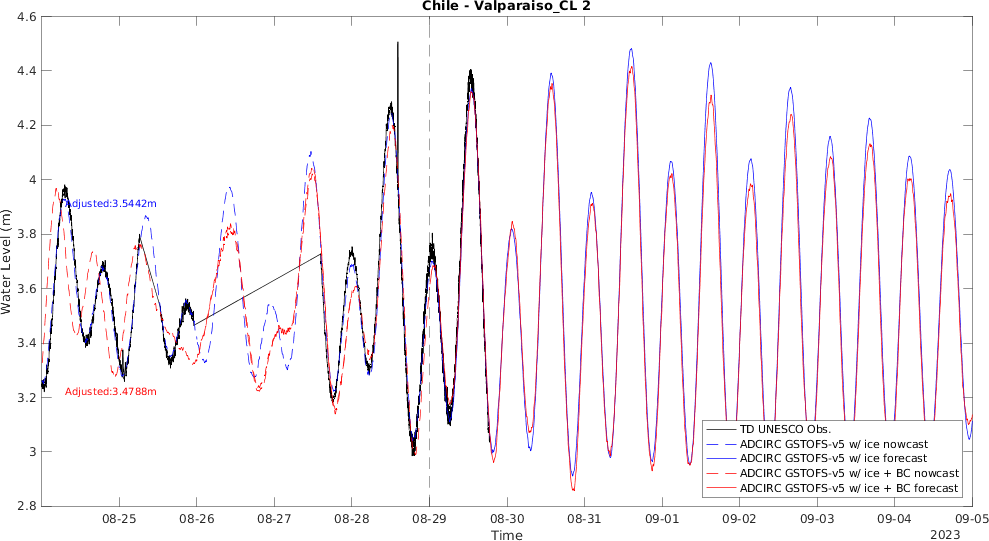 Chile - Valparaiso_CL 2
4.6
4.4
4.2
4
3.8
3.6
3.4
3.2
3
2.8
Water Level (m)
Adjusted:3.5442m
Adjusted:3.4788m
TD UNESCO Obs.
ADCIRC GSTOFS-v5 w/ ice nowcast
ADCIRC GSTOFS-v5 w/ ice forecast
ADCIRC GSTOFS-v5 w/ ice + BC nowcast
ADCIRC GSTOFS-v5 w/ ice + BC forecast
08-25 08-26 08-27 08-28 08-29 08-30 08-31 09-01 09-02 09-03 09-04 09-05
Time
2023